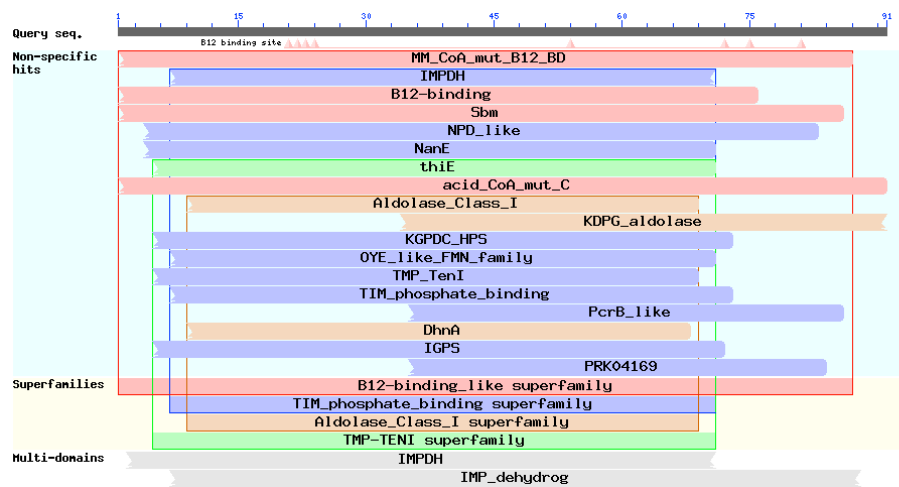 1 15 30 45 60 75 91
Query seq.
B12 binding site
Non-specific
hits
MM_CoA_mut_B12_BD
IMPDH
B12-binding
Sbm
NPD_like
NanE
thiE
acid_CoA_mut_C
Aldolase_Class_I
KDPG_aldolase
KGPDC_HPS
OYE_like_FMN_family
TMP_TenI
TIM_phosphate_binding
PcrB_like
DhnA
IGPS
PRK04169
Superfamilies
B12-binding_like superfamily
TIM_phosphate_binding superfamily
Aldolase_Class_I superfamily
TMP-TENI superfamily
Multi-domains
IMPDH
IMP_dehydrog